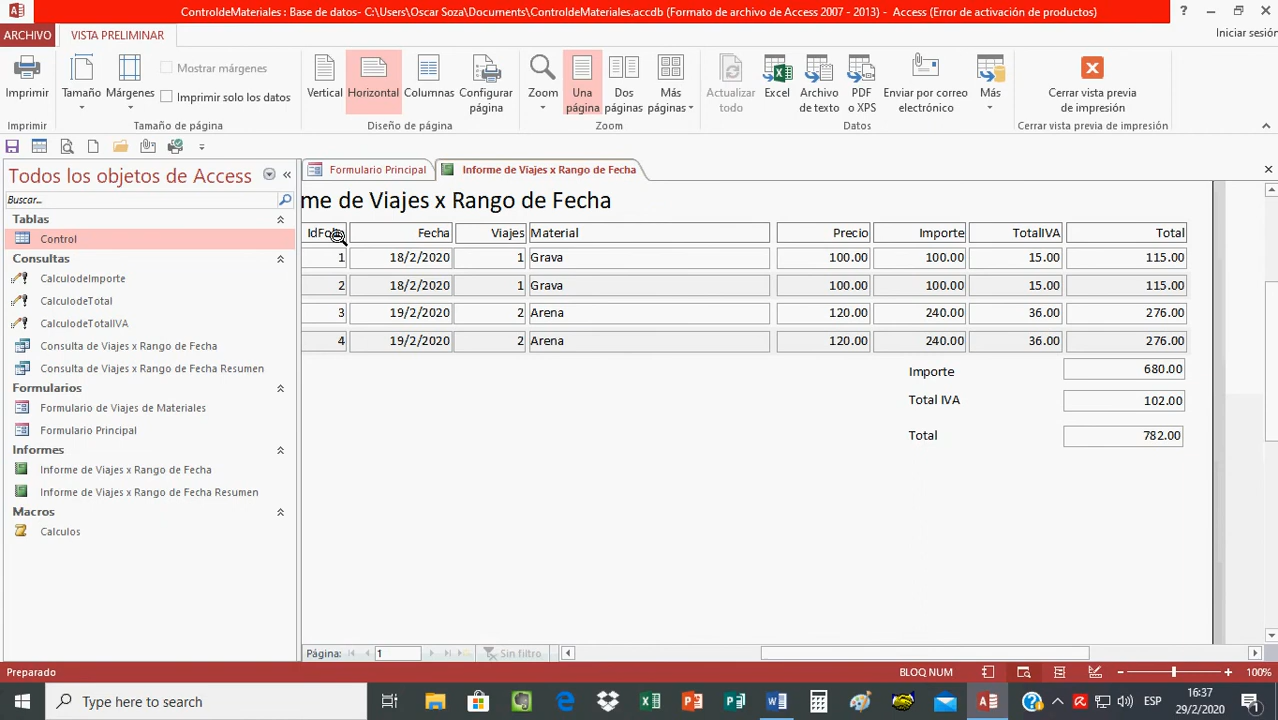 ControldeMateriales : Base de datos- C:\Users\Oscar Soza\Documents\ControldeMateriales.accdb (Formato de archivo de Access 2007 - 2013) - Access (Error de activación de productos)
ARCHIVO VISTA PRELIMINAR Iniciar sesión
Mostrar márgenes
Imprimir solo los datos
Imprimir Tamaño Márgenes Vertical Horizontal Columnas Configurar página Zoom Una página Dos páginas Más páginas Actualizar todo Excel Archivo de texto PDF o XPS Enviar por correo electrónico Más Cerrar vista previa de impresión
Imprimir Tamaño de página Diseño de página Zoom Datos Cerrar vista previa de impresión
Todos los objetos de Access
Buscar...
Tablas
Control
Consultas
CalculodeImporte
CalculodeTotal
CalculodeTotalIVA
Consulta de Viajes x Rango de Fecha
Consulta de Viajes x Rango de Fecha Resumen
Formularios
Formulario de Viajes de Materiales
Formulario Principal
Informes
Informe de Viajes x Rango de Fecha
Informe de Viajes x Rango de Fecha Resumen
Macros
Calculos
Formulario Principal Informe de Viajes x Rango de Fecha
me de Viajes x Rango de Fecha
Fecha Viajes Material Precio Importe TotalIVA Total
1 18/2/2020 1 Grava 100.00 100.00 15.00 115.00
2 18/2/2020 1 Grava 100.00 100.00 15.00 115.00
3 19/2/2020 2 Arena 120.00 240.00 36.00 276.00
4 19/2/2020 2 Arena 120.00 240.00 36.00 276.00
Importe 680.00
Total IVA 102.00
Total 782.00
Página: 1 Sin filtro
Preparado BLOQ NUM 100%
Type here to search ESP 16:37
29/2/2020